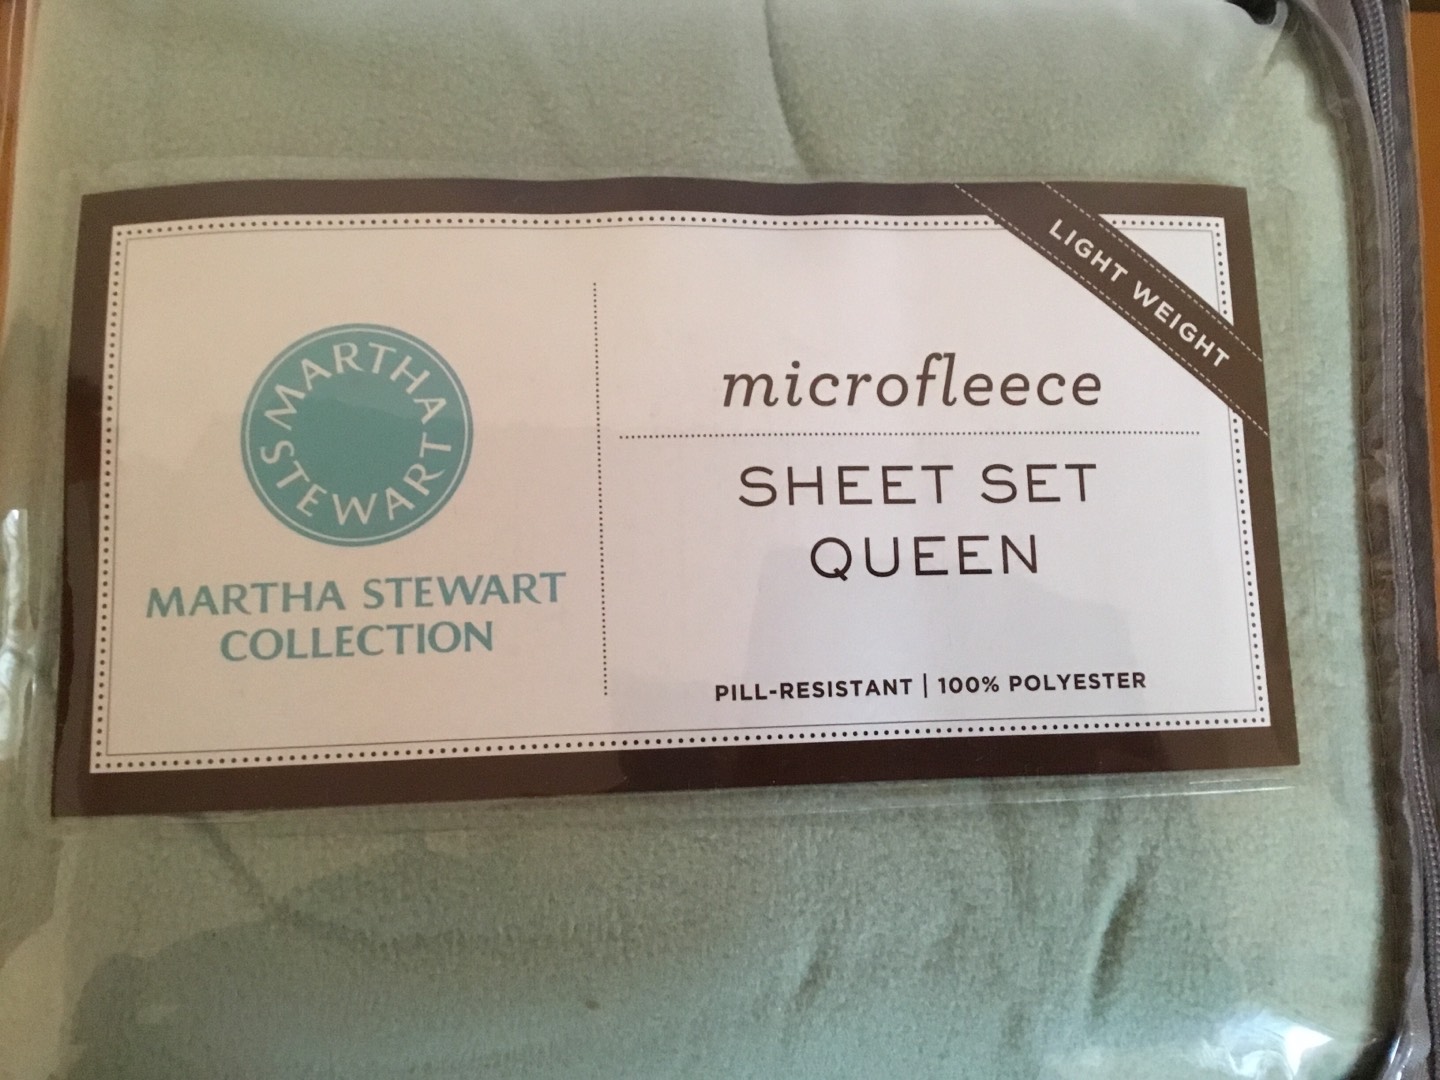 MARTHA
STEWART
MARTHA STEWART
COLLECTION
LIGHT WEIGHT
microfleece
SHEET SET
QUEEN
PILL-RESISTANT | 100% POLYESTER